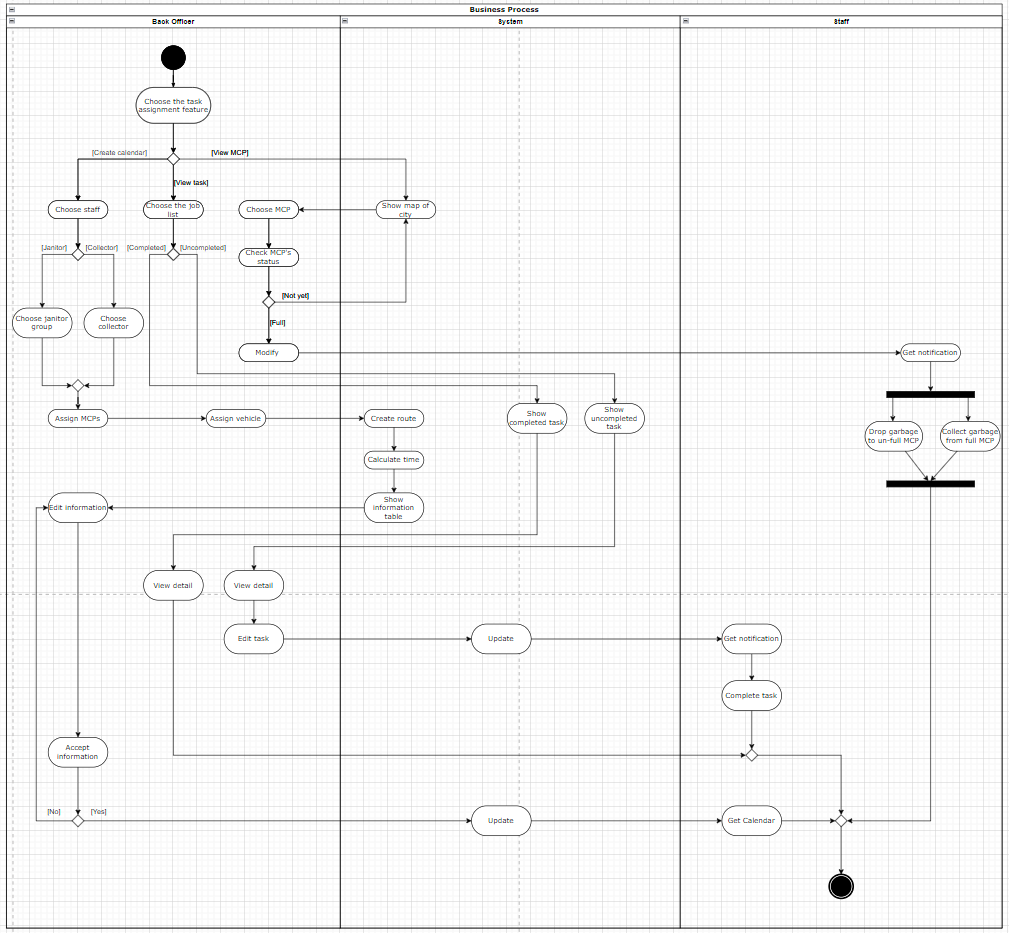 Business Process
Back Officer
System
Staff
Choose the task
assignment feature
[Create calendar]
[View MCP]
[View task]
Choose staff
Choose the job
list
Choose MCP
Show map of
city
[Janitor]
[Collector]
[Completed]
[Uncompleted]
Check MCP's
status
[Not yet]
Choose janitor
group
Choose
collector
[Full]
Modify
Get notification
Assign MCPs
Assign vehicle
Create route
Show
completed task
Show
uncompleted
task
Drop garbage
to un-full MCP
Collect garbage
from full MCP
Calculate time
Edit information
Show
information
table
View detail
View detail
Edit task
Update
Get notification
Complete task
Accept
information
[No]
[Yes]
Update
Get Calendar